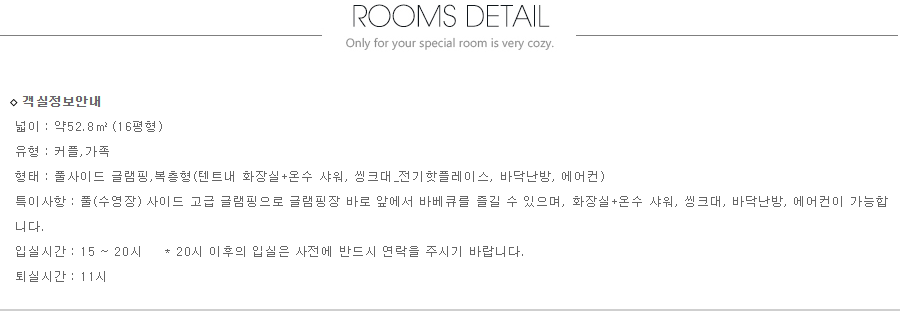 ROOMS DETAIL
Only for your special room is very cozy.
◇ 객실정보안내
넓이 : 약52.8㎡ (16평형)
유형 : 커플,가족
형태 : 풀사이드 글램핑,복층형(텐트내 화장실+온수 샤워, 씽크대_전기핫플레이스, 바닥난방, 에어컨)
특이사항 : 풀(수영장) 사이드 고급 글램핑으로 글램핑장 바로 앞에서 바베큐를 즐길 수 있으며, 화장실+온수 샤워, 씽크대, 바닥난방, 에어컨이 가능합
니다.
입실시간 : 15 ~ 20시 * 20시 이후의 입실은 사전에 반드시 연락을 주시기 바랍니다.
퇴실시간 : 11시